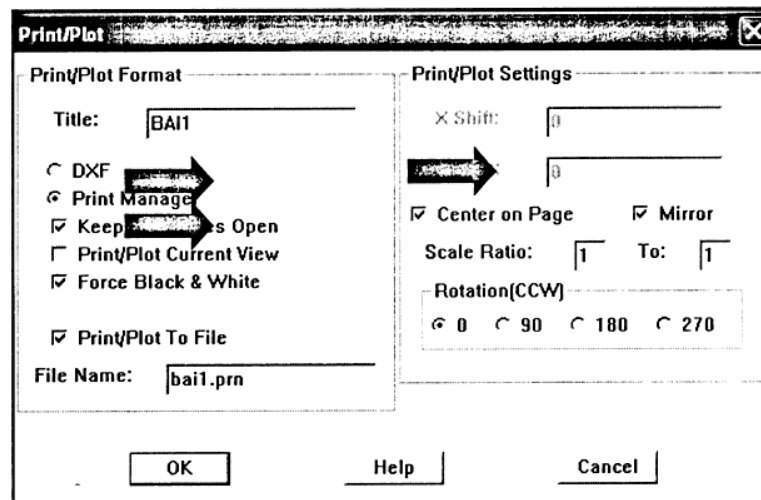 Print/Plot
Print/Plot Format
Title:
BAI1
DXF
Print Manage
Keep
s Open
Print/Plot Current View
Force Black & White
Print/Plot To File
File Name:
bai1.prn
Print/Plot Settings
X Shift:
0
0
Center on Page
Mirror
Scale Ratio:
1
To:
1
Rotation(CCW)
0
90
180
270
OK
Help
Cancel